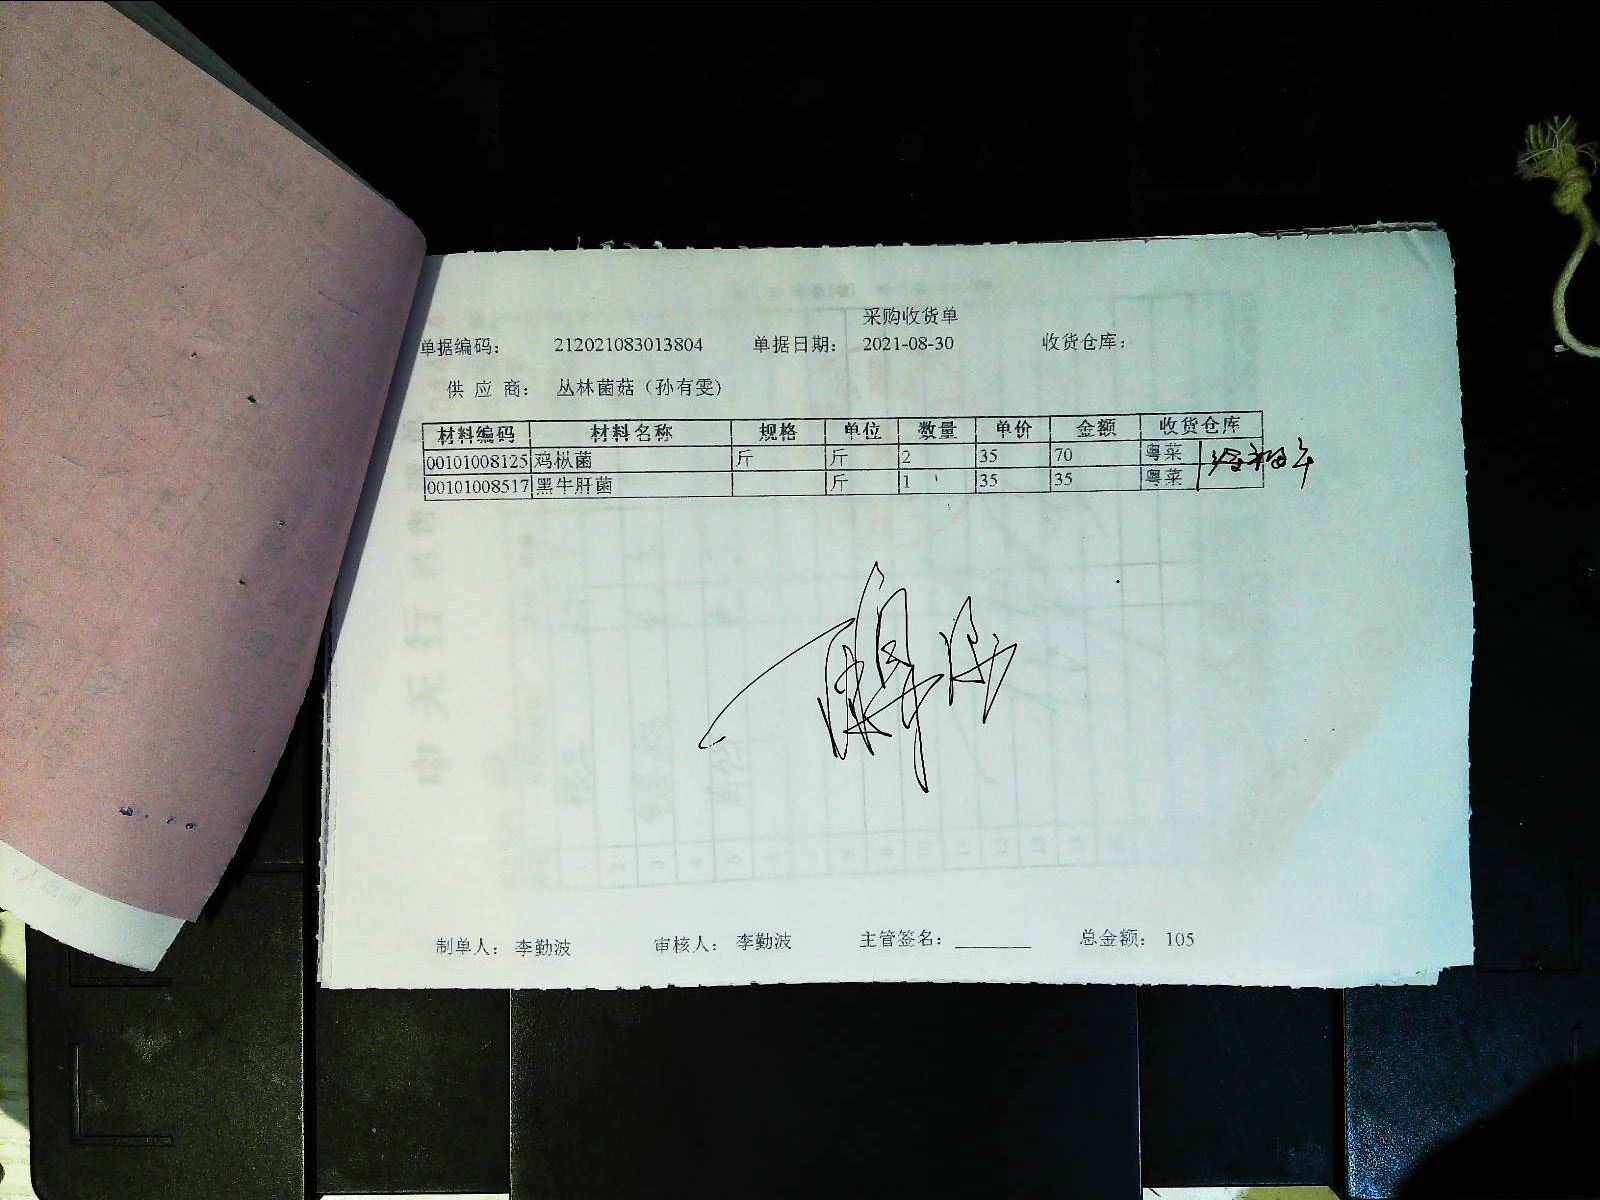 采购收货单
单据编码： 212021083013804 单据日期： 2021-08-30 收货仓库：
供 应 商： 丛林菌菇（孙有雯）
材料编码 材料名称 规格 单位 数量 单价 金额 收货仓库
00101008125 鸡枞菌 斤 斤 2 35 70 粤菜
00101008517 黑牛肝菌 斤 1 35 35 粤菜
制单人： 李勤波 审核人： 李勤波 主管签名： 总金额： 105